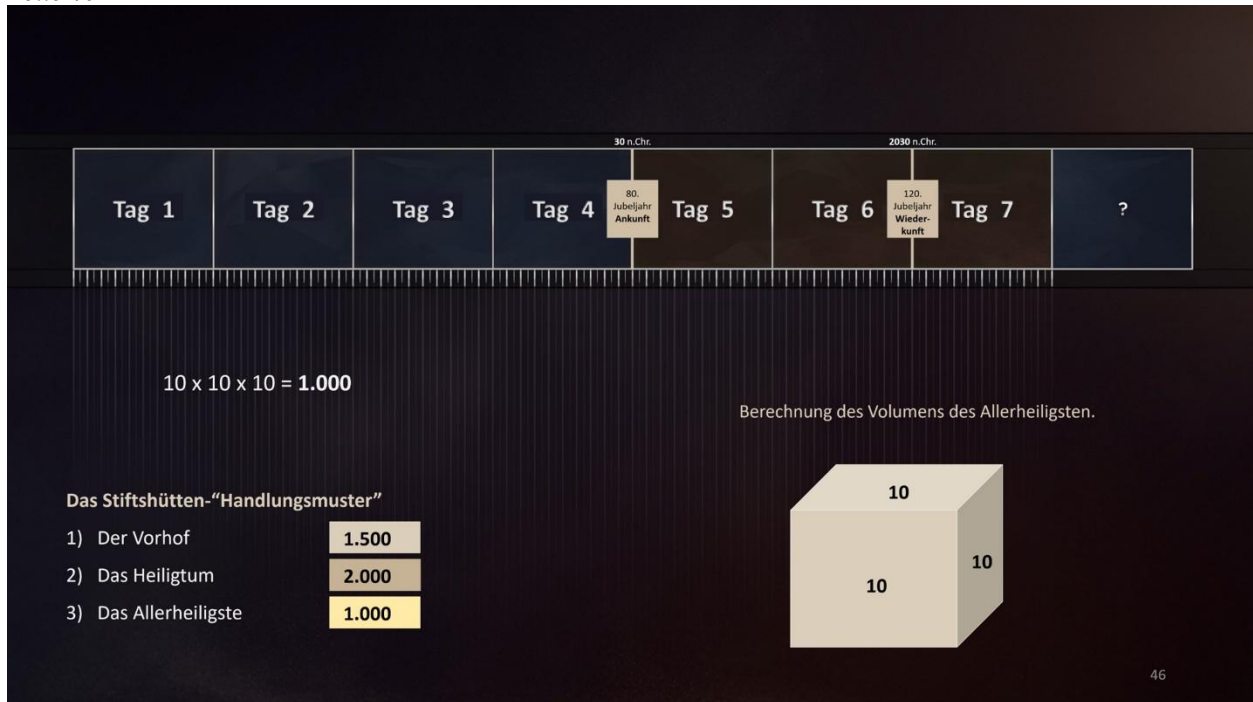 30 n.Chr.
2030 n.Chr.
Tag 1
Tag 2
Tag 3
Tag 4
80.
Jubeljahr
Ankunft
Tag 5
Tag 6
120.
Jubeljahr
Wieder-
kunft
Tag 7
?
10 x 10 x 10 = 1.000
Berechnung des Volumens des Allerheiligsten.
10
10
10
Das Stiftshütten-“Handlungsmuster”
1) Der Vorhof 1.500
2) Das Heiligtum 2.000
3) Das Allerheiligste 1.000
46